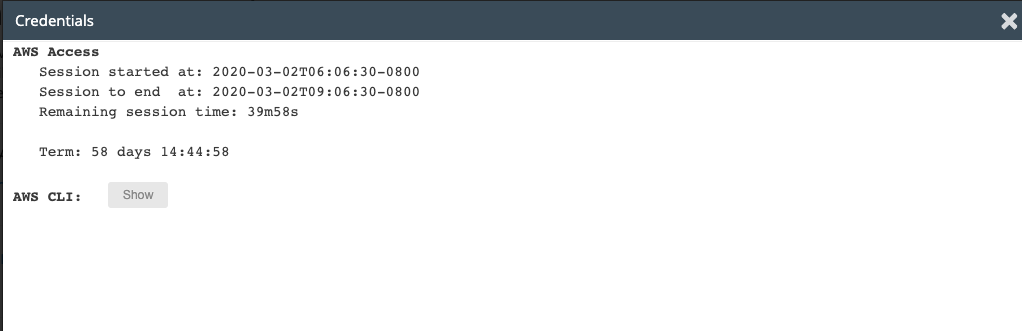 Credentials
AWS Access
Session started at: 2020-03-02T06:06:30-0800
Session to end  at: 2020-03-02T09:06:30-0800
Remaining session time: 39m58s
Term: 58 days 14:44:58
AWS CLI: Show